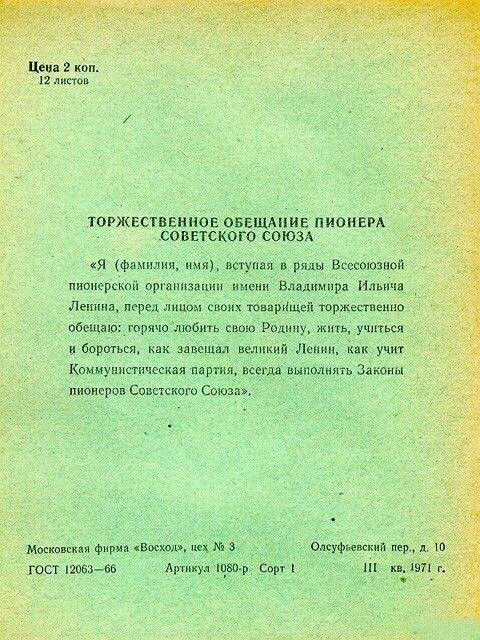 Цена 2 коп.
12 листов
ТОРЖЕСТВЕННОЕ ОБЕЩАНИЕ ПИОНЕРА
СОВЕТСКОГО СОЮЗА
«Я (фамилия, имя), вступая в ряды Всесоюзной
пионерской организации имени Владимира Ильича
Ленина, перед лицом своих товарищей торжественно
обещаю: горячо любить свою Родину, жить, учиться
и бороться, как завещал великий Ленин, как учит
Коммунистическая партия, всегда выполнять Законы
пионеров Советского Союза».
Московская фирма «Восход», цех № 3 Олсуфьевский пер., д. 10
ГОСТ 12063—66 Артикул 1080-р Сорт 1 III кв. 1971 г.